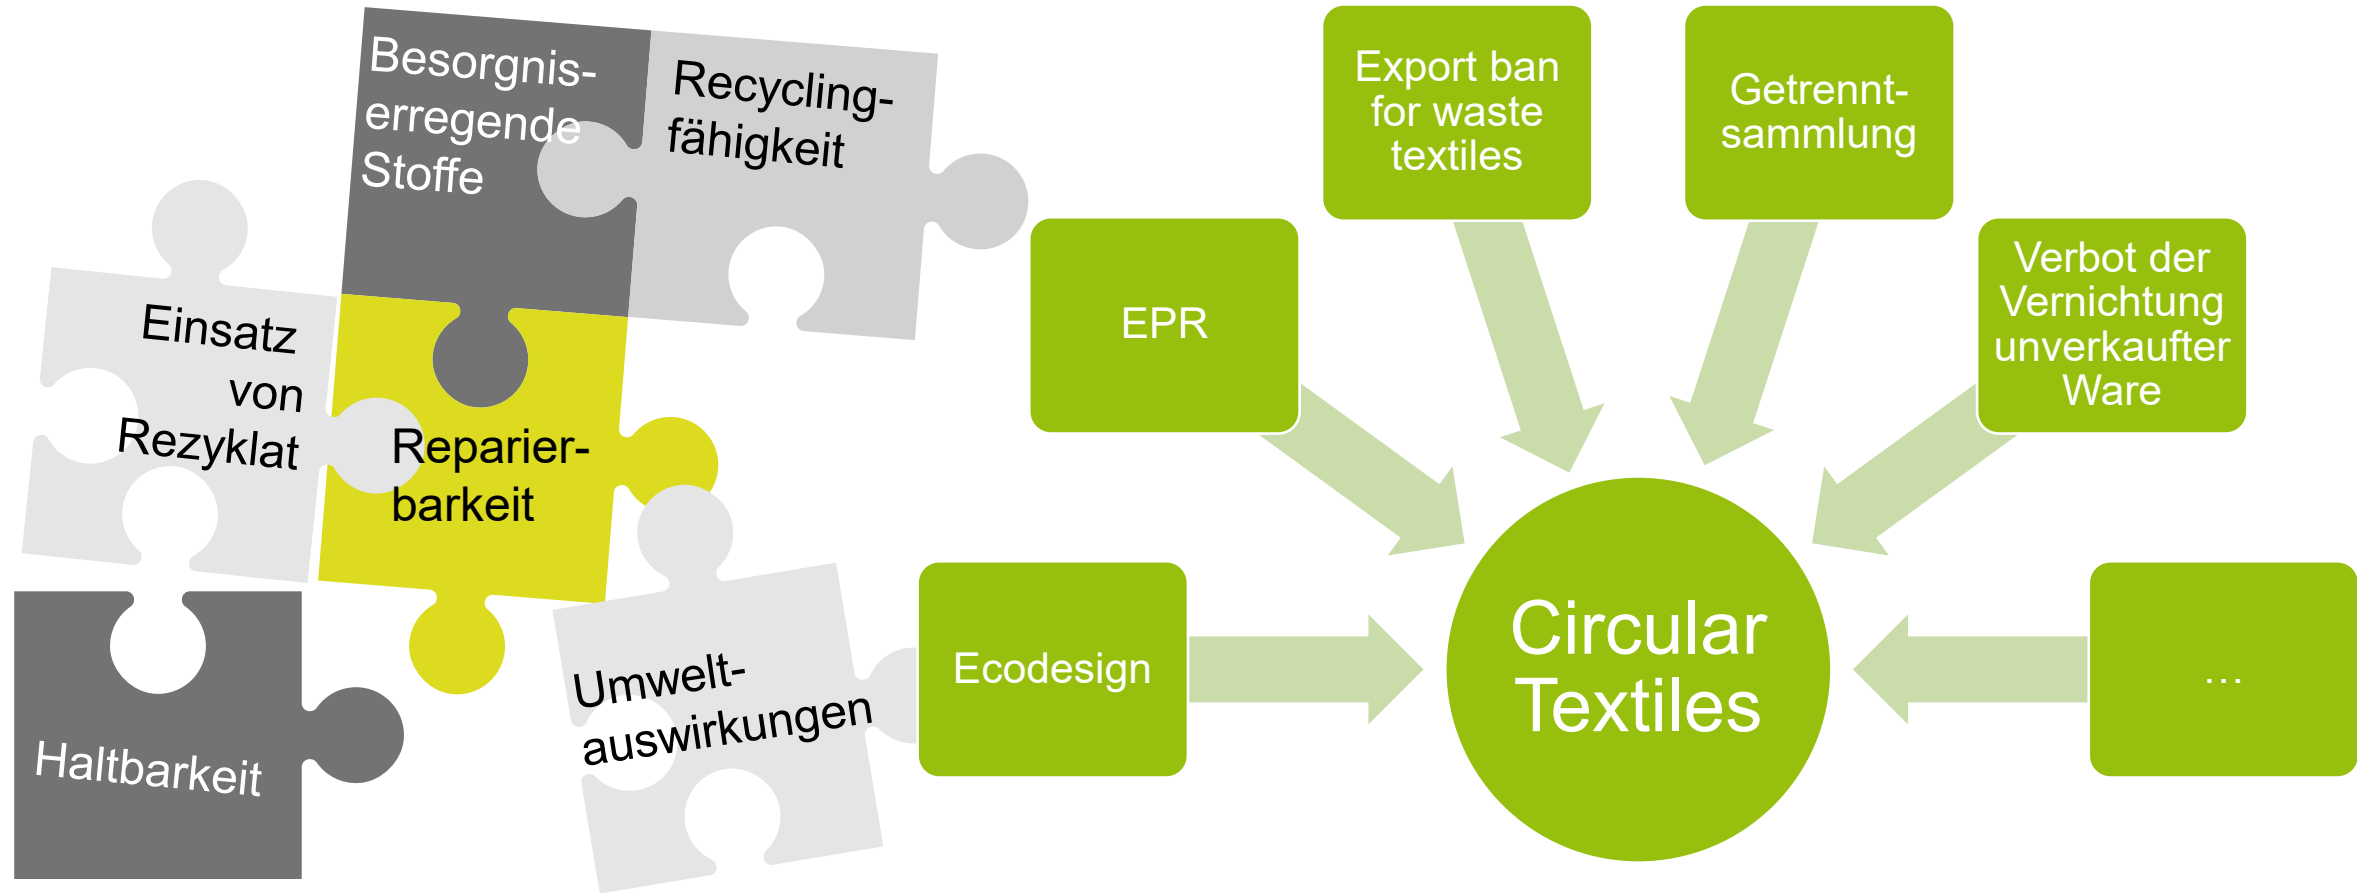 Besorgnis-
erregende
Stoffe
Recycling-
fähigkeit
Einsatz
von
Rezyklat
Reparier-
barkeit
Haltbarkeit
Umwelt-
auswirkungen
Ecodesign
EPR
Export ban
for waste
textiles
Getrennt-
sammlung
Verbot der
Vernichtung
unverkaufter
Ware
…
Circular
Textiles